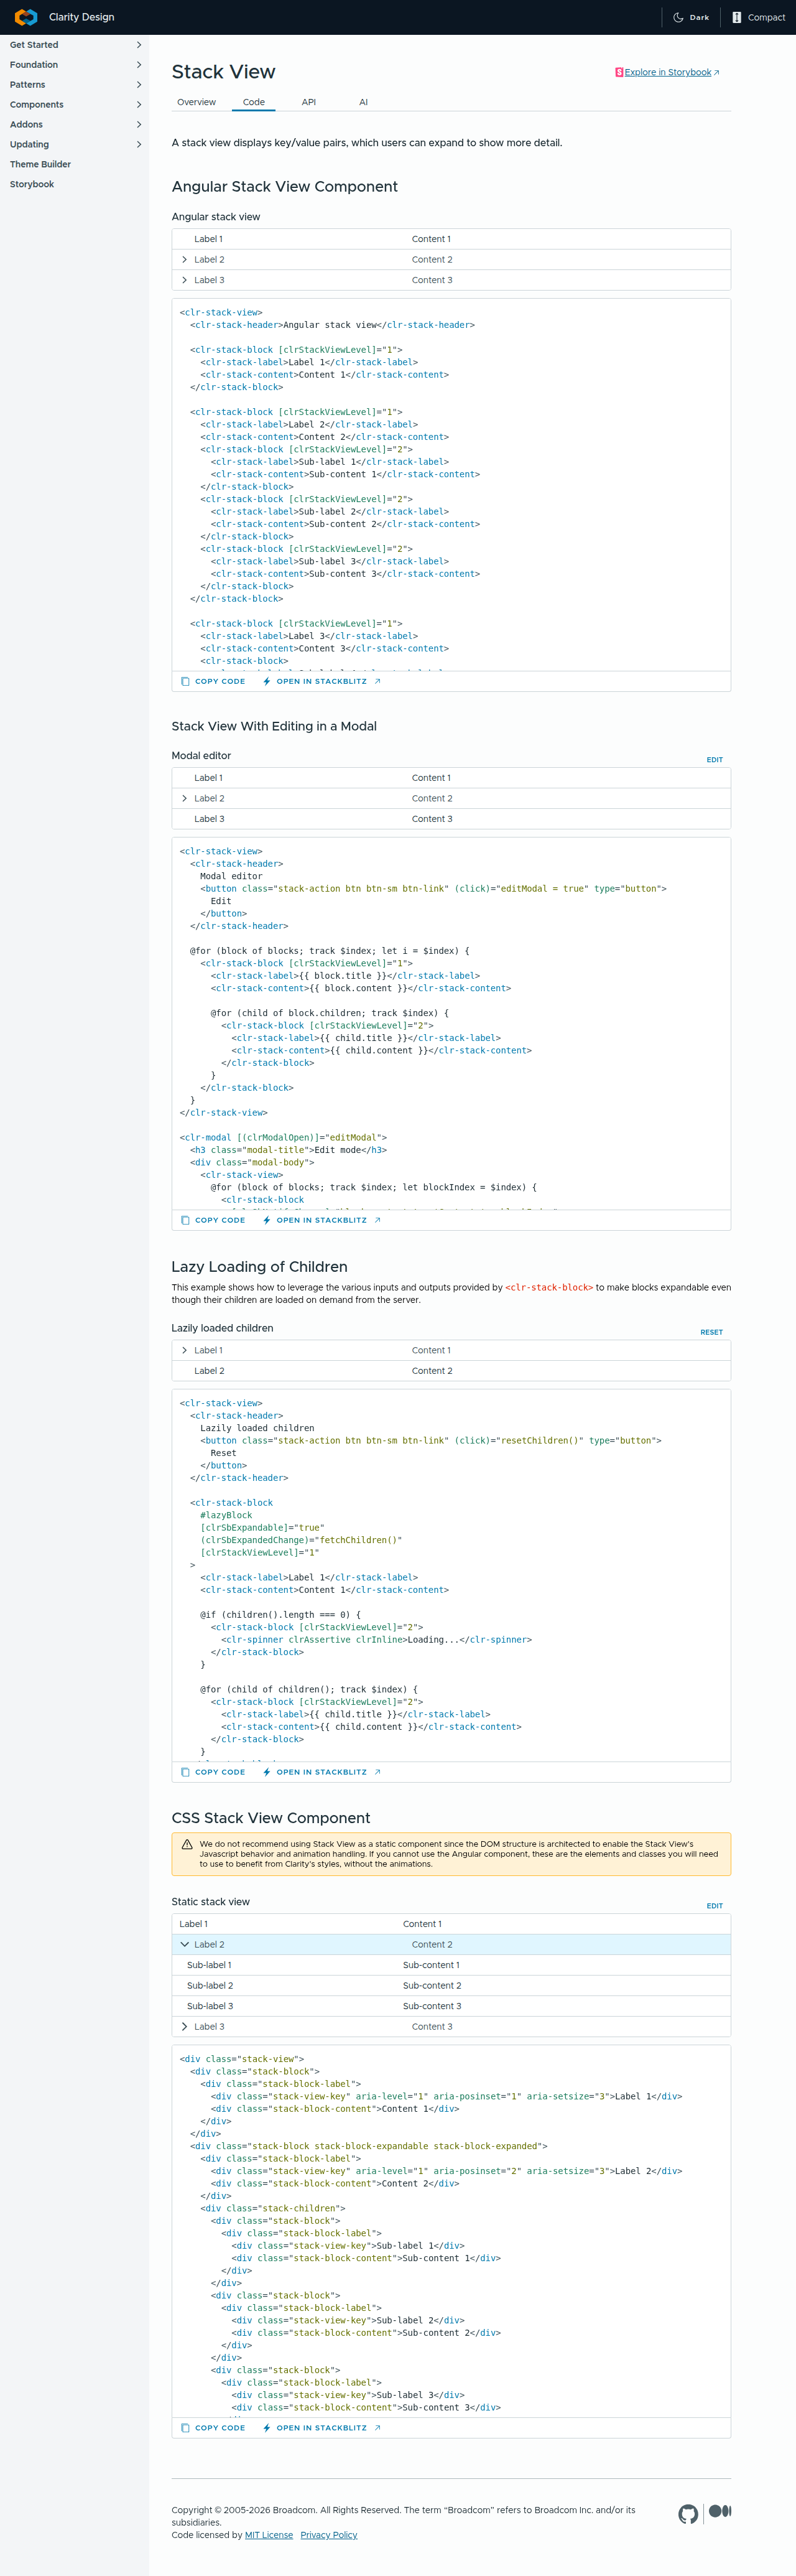 Clarity Design
Dark
Compact
Get Started
Foundation
Patterns
Components
Addons
Updating
Theme Builder
Storybook
Stack View
Explore in Storybook
Overview Code API AI
A stack view displays key/value pairs, which users can expand to show more detail.
Angular Stack View Component
Angular stack view
Label 1 Content 1
Label 2 Content 2
Label 3 Content 3
<clr-stack-view>
  <clr-stack-header>Angular stack view</clr-stack-header>
  <clr-stack-block [clrStackViewLevel]="1">
    <clr-stack-label>Label 1</clr-stack-label>
    <clr-stack-content>Content 1</clr-stack-content>
  </clr-stack-block>
  <clr-stack-block [clrStackViewLevel]="1">
    <clr-stack-label>Label 2</clr-stack-label>
    <clr-stack-content>Content 2</clr-stack-content>
    <clr-stack-block [clrStackViewLevel]="2">
      <clr-stack-label>Sub-label 1</clr-stack-label>
      <clr-stack-content>Sub-content 1</clr-stack-content>
    </clr-stack-block>
    <clr-stack-block [clrStackViewLevel]="2">
      <clr-stack-label>Sub-label 2</clr-stack-label>
      <clr-stack-content>Sub-content 2</clr-stack-content>
    </clr-stack-block>
    <clr-stack-block [clrStackViewLevel]="2">
      <clr-stack-label>Sub-label 3</clr-stack-label>
      <clr-stack-content>Sub-content 3</clr-stack-content>
    </clr-stack-block>
  </clr-stack-block>
  <clr-stack-block [clrStackViewLevel]="1">
    <clr-stack-label>Label 3</clr-stack-label>
    <clr-stack-content>Content 3</clr-stack-content>
    <clr-stack-block>
COPY CODE OPEN IN STACKBLITZ
Stack View With Editing in a Modal
Modal editor EDIT
Label 1 Content 1
Label 2 Content 2
Label 3 Content 3
<clr-stack-view>
  <clr-stack-header>
    Modal editor
    <button class="stack-action btn btn-sm btn-link" (click)="editModal = true" type="button">
      Edit
    </button>
  </clr-stack-header>
  @for (block of blocks; track $index; let i = $index) {
    <clr-stack-block [clrStackViewLevel]="1">
      <clr-stack-label>{{ block.title }}</clr-stack-label>
      <clr-stack-content>{{ block.content }}</clr-stack-content>
      @for (child of block.children; track $index) {
        <clr-stack-block [clrStackViewLevel]="2">
          <clr-stack-label>{{ child.title }}</clr-stack-label>
          <clr-stack-content>{{ child.content }}</clr-stack-content>
        </clr-stack-block>
      }
    </clr-stack-block>
  }
</clr-stack-view>
<clr-modal [(clrModalOpen)]="editModal">
  <h3 class="modal-title">Edit mode</h3>
  <div class="modal-body">
    <clr-stack-view>
      @for (block of blocks; track $index; let blockIndex = $index) {
        <clr-stack-block
COPY CODE OPEN IN STACKBLITZ
Lazy Loading of Children
This example shows how to leverage the various inputs and outputs provided by <clr-stack-block> to make blocks expandable even
though their children are loaded on demand from the server.
Lazily loaded children RESET
Label 1 Content 1
Label 2 Content 2
<clr-stack-view>
  <clr-stack-header>
    Lazily loaded children
    <button class="stack-action btn btn-sm btn-link" (click)="resetChildren()" type="button">
      Reset
    </button>
  </clr-stack-header>
  <clr-stack-block
    #lazyBlock
    [clrSbExpandable]="true"
    (clrSbExpandedChange)="fetchChildren()"
    [clrStackViewLevel]="1"
  >
    <clr-stack-label>Label 1</clr-stack-label>
    <clr-stack-content>Content 1</clr-stack-content>
    @if (children().length === 0) {
      <clr-stack-block [clrStackViewLevel]="2">
        <clr-spinner clrAssertive clrInline>Loading...</clr-spinner>
      </clr-stack-block>
    }
    @for (child of children(); track $index) {
      <clr-stack-block [clrStackViewLevel]="2">
        <clr-stack-label>{{ child.title }}</clr-stack-label>
        <clr-stack-content>{{ child.content }}</clr-stack-content>
      </clr-stack-block>
    }
COPY CODE OPEN IN STACKBLITZ
CSS Stack View Component
We do not recommend using Stack View as a static component since the DOM structure is architected to enable the Stack View's
Javascript behavior and animation handling. If you cannot use the Angular component, these are the elements and classes you will need
to use to benefit from Clarity's styles, without the animations.
Static stack view EDIT
Label 1 Content 1
Label 2 Content 2
Sub-label 1 Sub-content 1
Sub-label 2 Sub-content 2
Sub-label 3 Sub-content 3
Label 3 Content 3
<div class="stack-view">
  <div class="stack-block">
    <div class="stack-block-label">
      <div class="stack-view-key" aria-level="1" aria-posinset="1" aria-setsize="3">Label 1</div>
      <div class="stack-block-content">Content 1</div>
    </div>
  </div>
  <div class="stack-block stack-block-expandable stack-block-expanded">
    <div class="stack-block-label">
      <div class="stack-view-key" aria-level="1" aria-posinset="2" aria-setsize="3">Label 2</div>
      <div class="stack-block-content">Content 2</div>
    </div>
    <div class="stack-children">
      <div class="stack-block">
        <div class="stack-block-label">
          <div class="stack-view-key">Sub-label 1</div>
          <div class="stack-block-content">Sub-content 1</div>
        </div>
      </div>
      <div class="stack-block">
        <div class="stack-block-label">
          <div class="stack-view-key">Sub-label 2</div>
          <div class="stack-block-content">Sub-content 2</div>
        </div>
      </div>
      <div class="stack-block">
        <div class="stack-block-label">
          <div class="stack-view-key">Sub-label 3</div>
          <div class="stack-block-content">Sub-content 3</div>
COPY CODE OPEN IN STACKBLITZ
Copyright © 2005-2026 Broadcom. All Rights Reserved. The term “Broadcom” refers to Broadcom Inc. and/or its
subsidiaries.
Code licensed by MIT License Privacy Policy